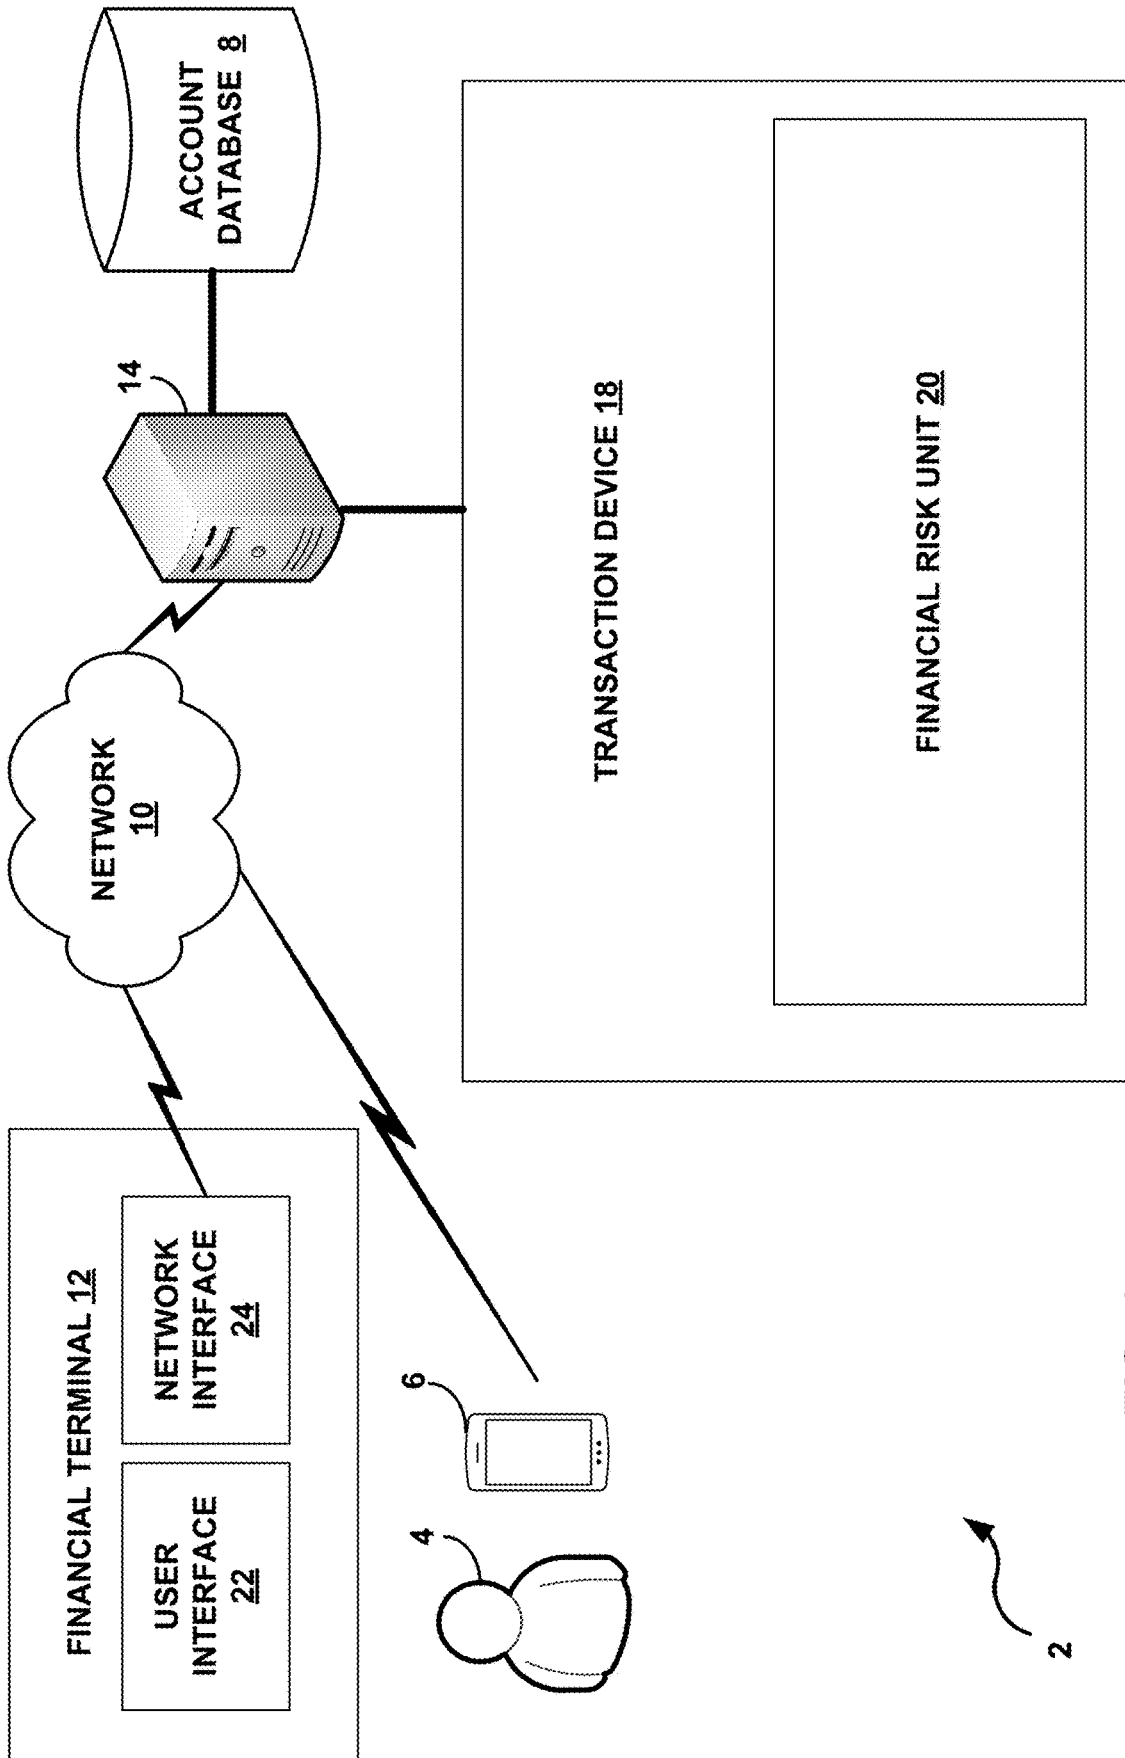 FINANCIAL TERMINAL 12
USER
INTERFACE
22
NETWORK
INTERFACE
24
NETWORK
10
14
ACCOUNT
DATABASE 8
4
6
TRANSACTION DEVICE 18
FINANCIAL RISK UNIT 20
2